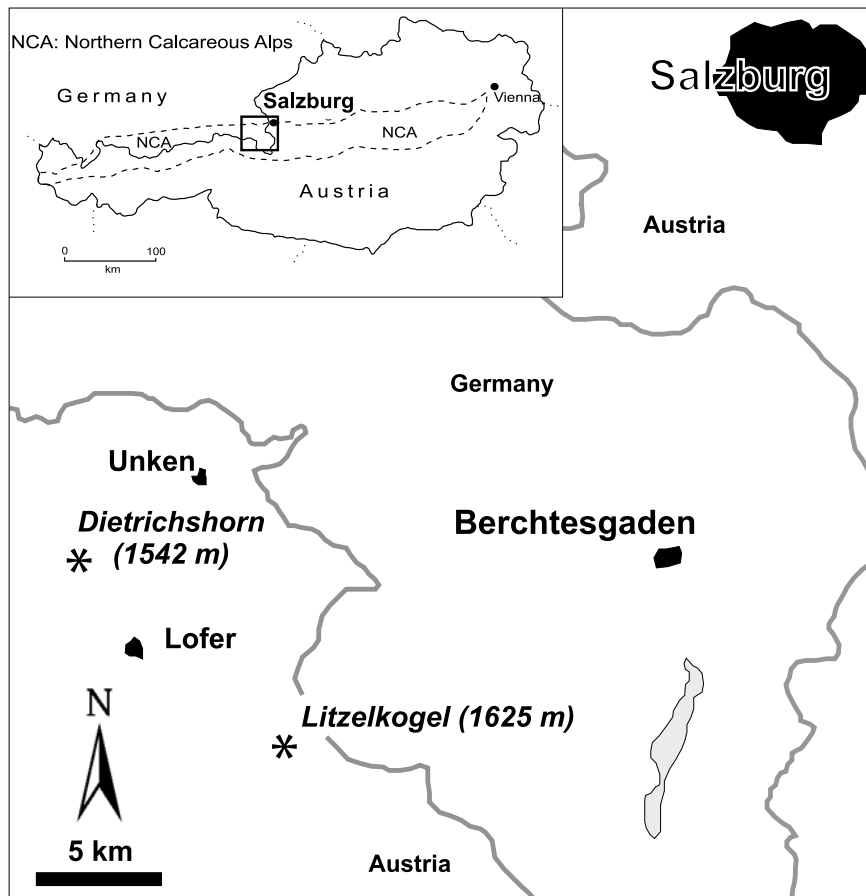 NCA: Northern Calcareous Alps
Germany
Salzburg
Vienna
NCA
NCA
Austria
0
100
km
Salzburg
Austria
Germany
Unken
Dietrichshorn
(1542 m)
Berchtesgaden
Lofer
Litzelkogel (1625 m)
N
5 km
Austria